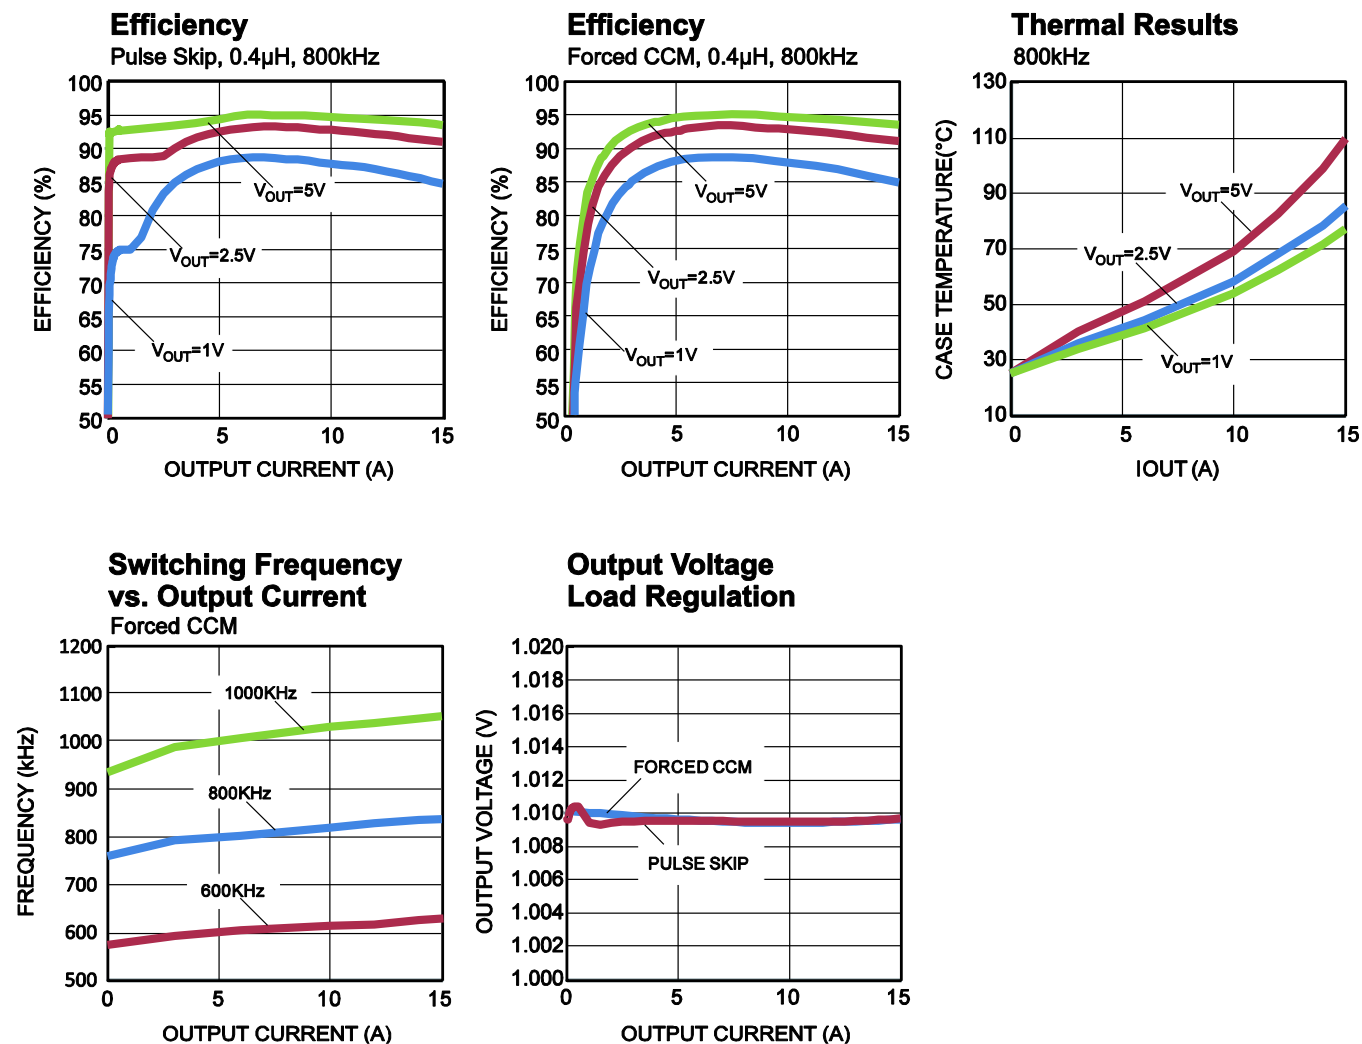 Efficiency
Pulse Skip, 0.4µH, 800kHz
EFFICIENCY (%)
100
95
90
85
80
75
70
65
60
55
50
VOUT=5V
VOUT=2.5V
VOUT=1V
0 5 10 15
OUTPUT CURRENT (A)
Efficiency
Forced CCM, 0.4µH, 800kHz
EFFICIENCY (%)
100
95
90
85
80
75
70
65
60
55
50
VOUT=5V
VOUT=2.5V
VOUT=1V
0 5 10 15
OUTPUT CURRENT (A)
Thermal Results
800kHz
CASE TEMPERATURE(°C)
130
110
90
70
50
30
10
VOUT=5V
VOUT=2.5V
VOUT=1V
0 5 10 15
IOUT (A)
Switching Frequency
vs. Output Current
Forced CCM
FREQUENCY (kHz)
1200
1100
1000
900
800
700
600
500
1000KHz
800KHz
600KHz
0 5 10 15
OUTPUT CURRENT (A)
Output Voltage
Load Regulation
OUTPUT VOLTAGE (V)
1.020
1.018
1.016
1.014
1.012
1.010
1.008
1.006
1.004
1.002
1.000
FORCED CCM
PULSE SKIP
0 5 10 15
OUTPUT CURRENT (A)